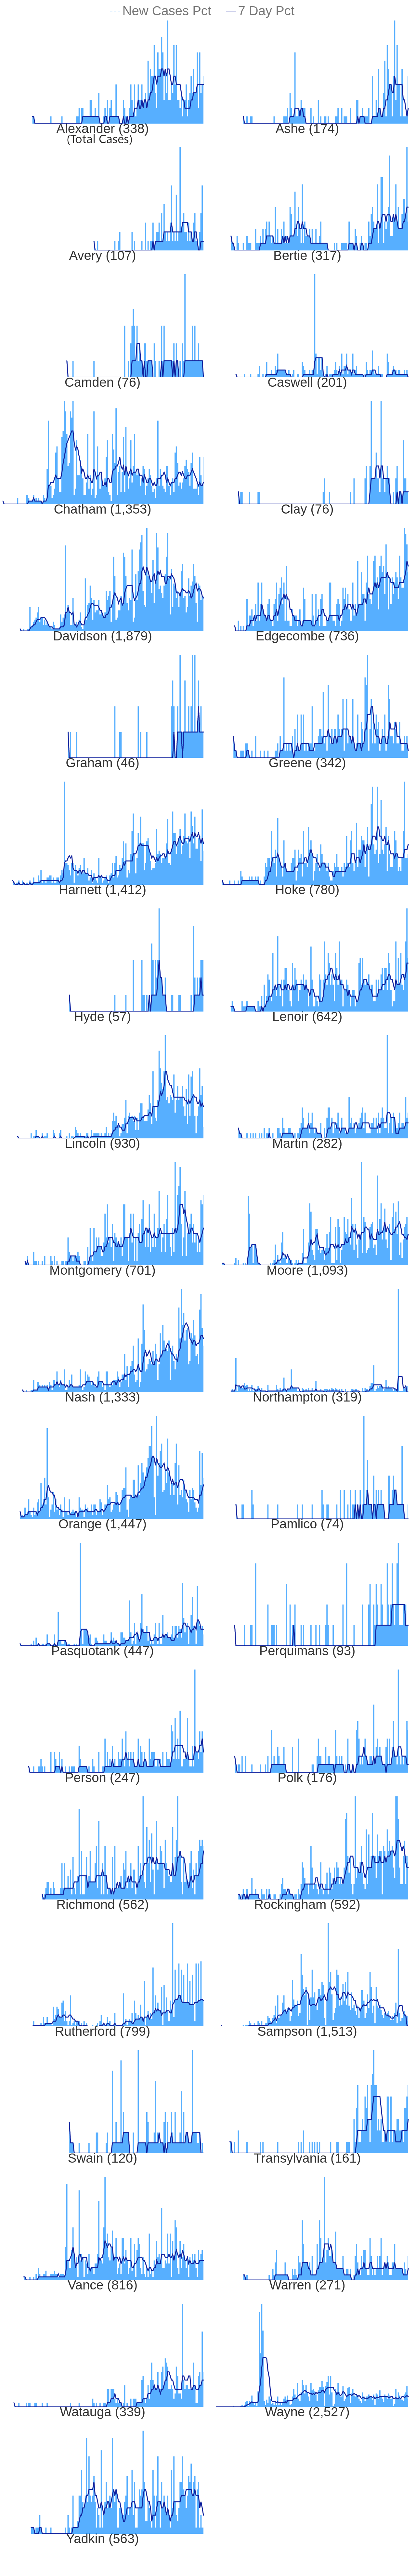 New Cases Pct 7 Day Pct
Alexander (338) Ashe (174)
(Total Cases)
Avery (107) Bertie (317)
Camden (76) Caswell (201)
Chatham (1,353) Clay (76)
Davidson (1,879) Edgecombe (736)
Graham (46) Greene (342)
Harnett (1,412) Hoke (780)
Hyde (57) Lenoir (642)
Lincoln (930) Martin (282)
Montgomery (701) Moore (1,093)
Nash (1,333) Northampton (319)
Orange (1,447) Pamlico (74)
Pasquotank (447) Perquimans (93)
Person (247) Polk (176)
Richmond (562) Rockingham (592)
Rutherford (799) Sampson (1,513)
Swain (120) Transylvania (161)
Vance (816) Warren (271)
Watauga (339) Wayne (2,527)
Yadkin (563)